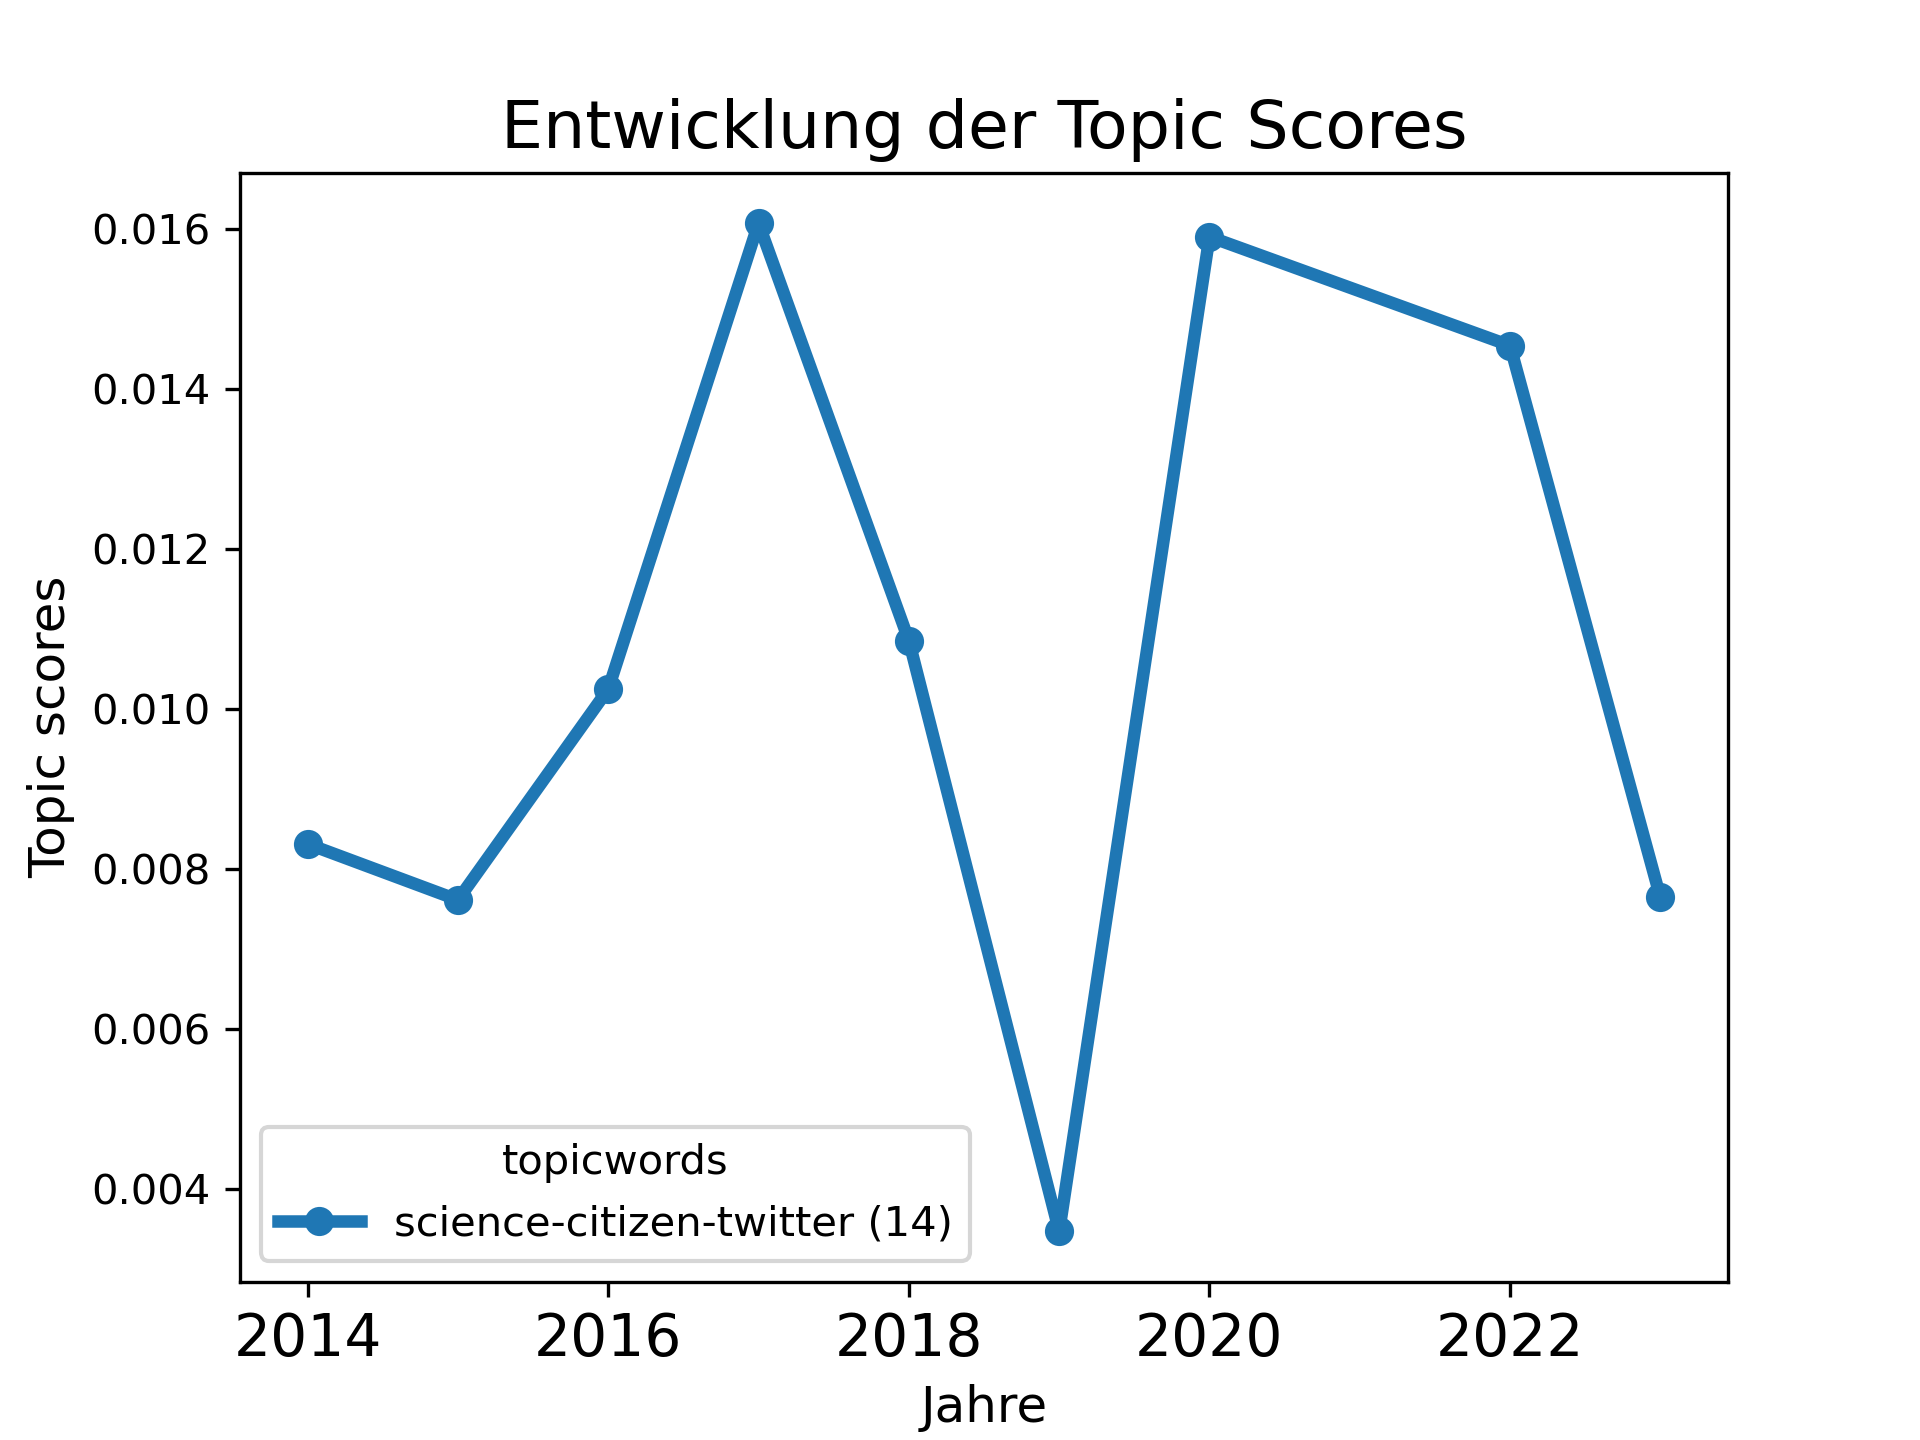 Entwicklung der Topic Scores
0.016
0.014
0.012
0.010
0.008
0.006
0.004
Topic scores
topicwords
science-citizen-twitter (14)
2014 2016 2018 2020 2022
Jahre